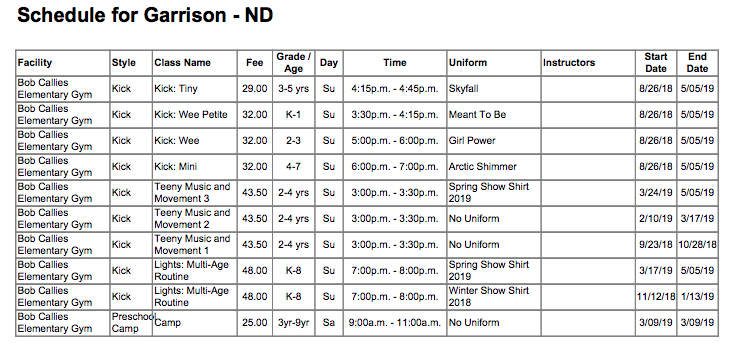 Schedule for Garrison - ND
Facility Style Class Name Fee Grade / Age Day Time Uniform Instructors Start Date End Date
Bob Callies Elementary Gym Kick Kick: Tiny 29.00 3-5 yrs Su 4:15p.m. - 4:45p.m. Skyfall 8/26/18 5/05/19
Bob Callies Elementary Gym Kick Kick: Wee Petite 32.00 K-1 Su 3:30p.m. - 4:15p.m. Meant To Be 8/26/18 5/05/19
Bob Callies Elementary Gym Kick Kick: Wee 32.00 2-3 Su 5:00p.m. - 6:00p.m. Girl Power 8/26/18 5/05/19
Bob Callies Elementary Gym Kick Kick: Mini 32.00 4-7 Su 6:00p.m. - 7:00p.m. Arctic Shimmer 8/26/18 5/05/19
Bob Callies Elementary Gym Kick Teeny Music and Movement 3 43.50 2-4 yrs Su 3:00p.m. - 3:30p.m. Spring Show Shirt 2019 3/24/19 5/05/19
Bob Callies Elementary Gym Kick Teeny Music and Movement 2 43.50 2-4 yrs Su 3:00p.m. - 3:30p.m. No Uniform 2/10/19 3/17/19
Bob Callies Elementary Gym Kick Teeny Music and Movement 1 43.50 2-4 yrs Su 3:00p.m. - 3:30p.m. No Uniform 9/23/18 10/28/18
Bob Callies Elementary Gym Kick Lights: Multi-Age Routine 48.00 K-8 Su 7:00p.m. - 8:00p.m. Spring Show Shirt 2019 3/17/19 5/05/19
Bob Callies Elementary Gym Kick Lights: Multi-Age Routine 48.00 K-8 Su 7:00p.m. - 8:00p.m. Winter Show Shirt 2018 11/12/18 1/13/19
Bob Callies Elementary Gym Preschool Camp Camp 25.00 3yr-9yr Sa 9:00a.m. - 11:00a.m. No Uniform 3/09/19 3/09/19